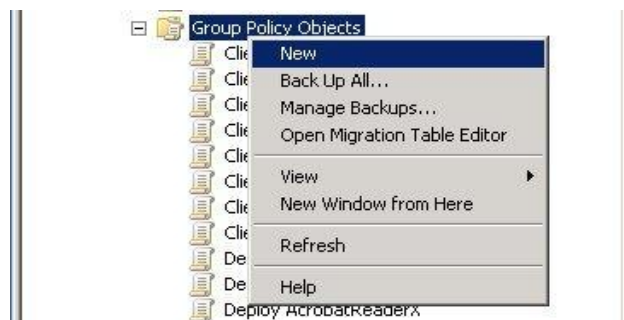 Group Policy Objects
Clie
New
Clie
Back Up All...
Clie
Manage Backups...
Clie
Open Migration Table Editor
Clie
Clie
View
Clie
New Window from Here
Clie
De
Refresh
De
Help
Deploy AcrobatReaderX